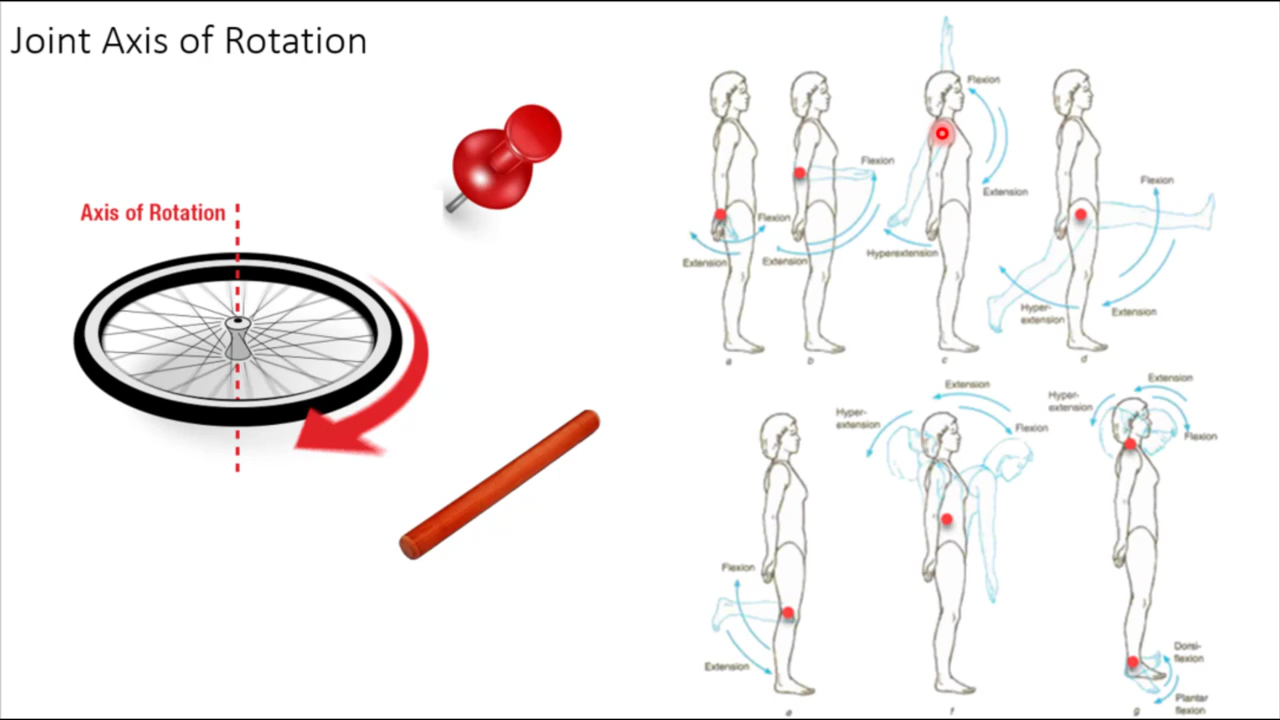 Joint Axis of Rotation
Axis of Rotation
Flexion
Extension
a
Flexion
Extension
b
Flexion
Extension
Hyperextension
c
Flexion
Hyper-
extension
Extension
d
Flexion
Extension
e
Extension
Hyper-
extension
Flexion
f
Extension
Hyper-
extension
Flexion
Dorsi-
flexion
Plantar
flexion
g